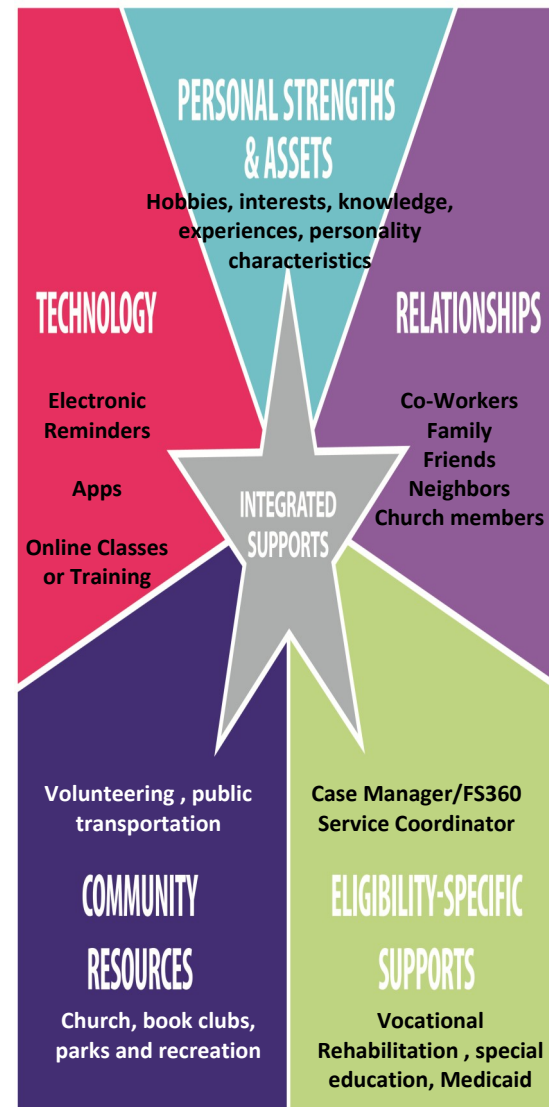 PERSONAL STRENGTHS
& ASSETS
Hobbies, interests, knowledge,
experiences, personality
characteristics
TECHNOLOGY
Electronic
Reminders
Apps
Online Classes
or Training
RELATIONSHIPS
Co-Workers
Family
Friends
Neighbors
Church members
INTEGRATED
SUPPORTS
Volunteering , public
transportation
COMMUNITY
RESOURCES
Church, book clubs,
parks and recreation
Case Manager/FS360
Service Coordinator
ELIGIBILITY-SPECIFIC
SUPPORTS
Vocational
Rehabilitation , special
education, Medicaid